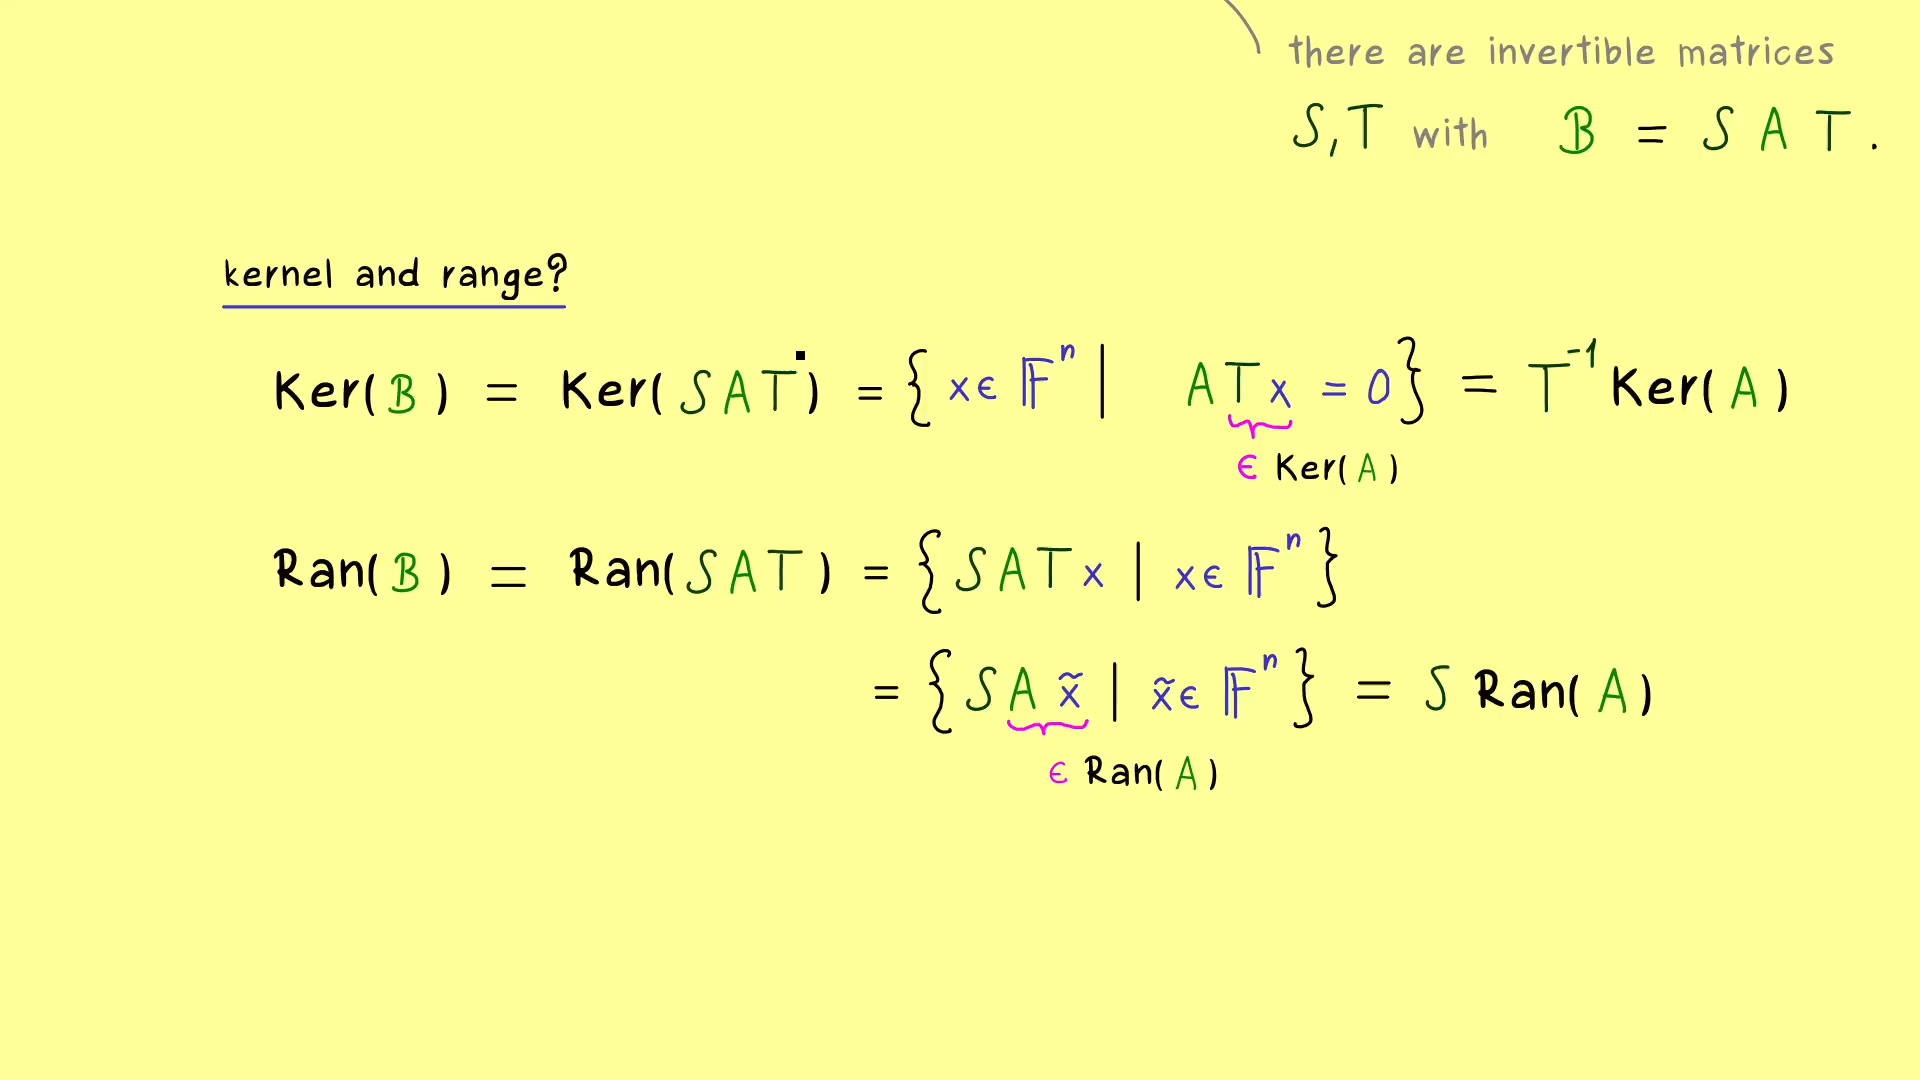 there are invertible matrices
S, T with B = S A T .
kernel and range?
Ker( B ) = Ker( S A T ) = { x ∈ 𝔽ⁿ | A T x = 0 } = T⁻¹ Ker( A )
∈ Ker( A )
Ran( B ) = Ran( S A T ) = { S A T x | x ∈ 𝔽ⁿ }
= { S A x̃ | x̃ ∈ 𝔽ⁿ } = S Ran( A )
∈ Ran( A )